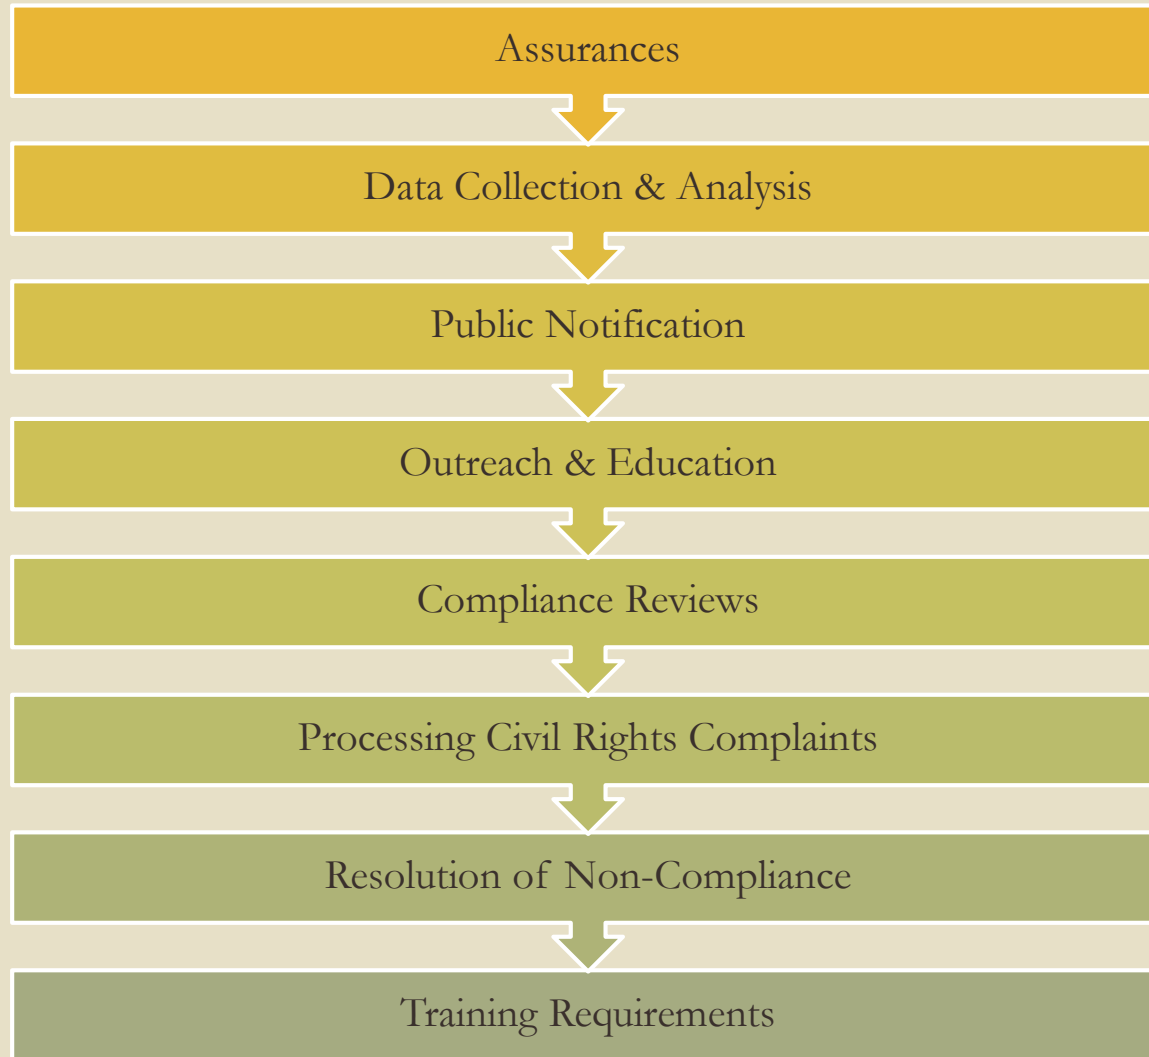 Assurances
Data Collection & Analysis
Public Notification
Outreach & Education
Compliance Reviews
Processing Civil Rights Complaints
Resolution of Non-Compliance
Training Requirements